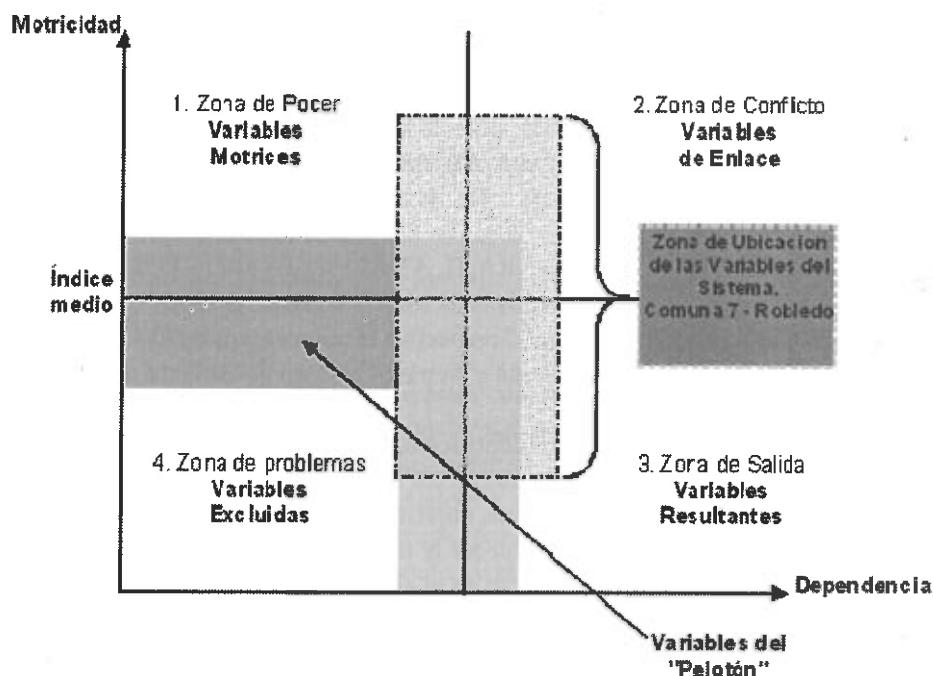 Motricidad
1. Zona de Pocer
Variables
Motrices
2. Zona de Conflicto
Variables
de Enlace
Índice
medio
Zona de Ubicacion
de las Variables del
Sistema.
Comuna 7 - Robledo
4. Zona de problemas
Variables
Excluidas
3. Zora de Salida
Variables
Resultantes
Dependencia
Variables del
"Pelotón"